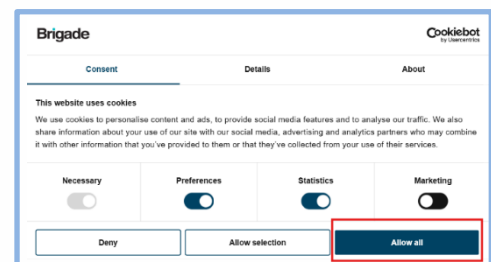 Brigade
Cookiebot
by Usercentrics
Consent Details About
This website uses cookies
We use cookies to personalise content and ads, to provide social media features and to analyse our traffic. We also
share information about your use of our site with our social media, advertising and analytics partners who may combine
it with other information that you've provided to them or that they've collected from your use of their services.
Necessary Preferences Statistics Marketing
Deny Allow selection Allow all